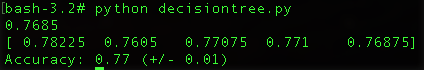 [bash-3.2# python decisiontree.py
0.7685
[ 0.78225  0.7605   0.77075  0.771    0.76875]
Accuracy: 0.77 (+/- 0.01)